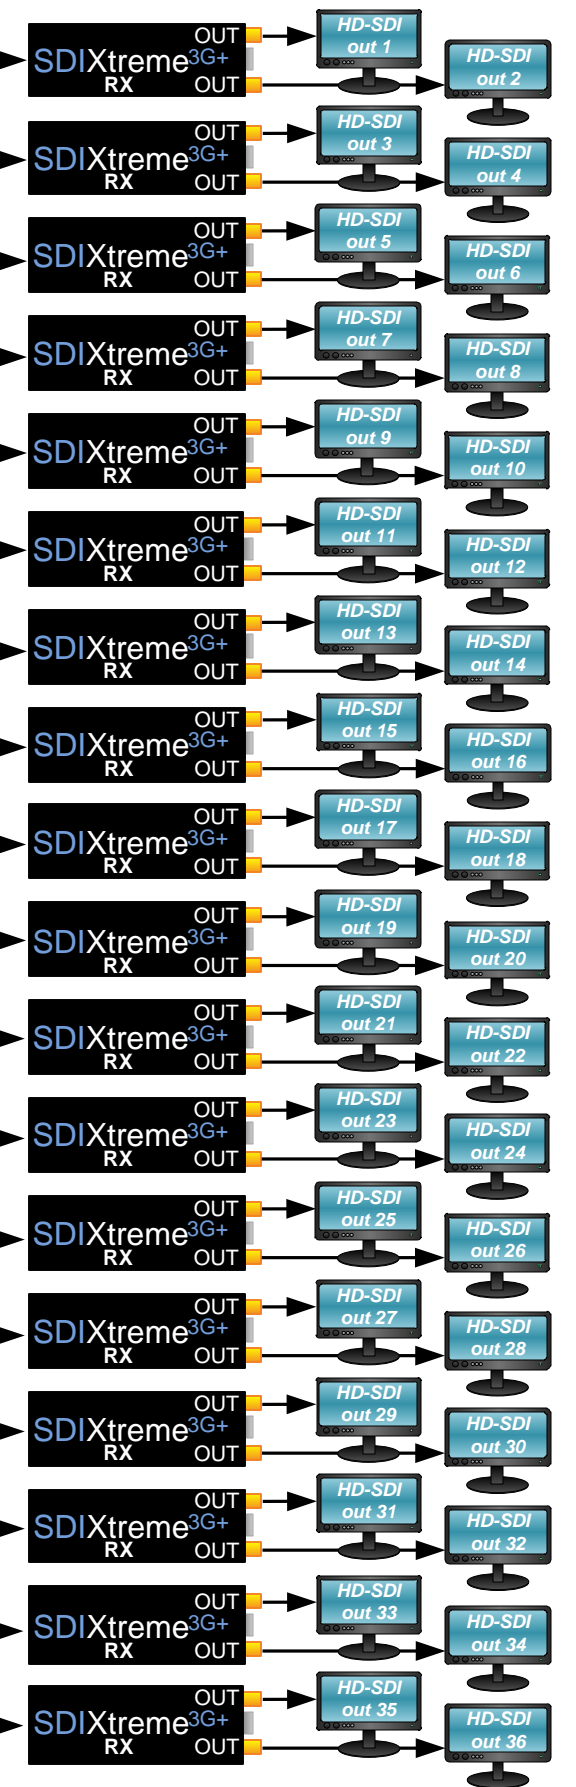 OUT
SDIXtreme3G+
RX
OUT
HD-SDI
out 1
HD-SDI
out 2
OUT
SDIXtreme3G+
RX
OUT
HD-SDI
out 3
HD-SDI
out 4
OUT
SDIXtreme3G+
RX
OUT
HD-SDI
out 5
HD-SDI
out 6
OUT
SDIXtreme3G+
RX
OUT
HD-SDI
out 7
HD-SDI
out 8
OUT
SDIXtreme3G+
RX
OUT
HD-SDI
out 9
HD-SDI
out 10
OUT
SDIXtreme3G+
RX
OUT
HD-SDI
out 11
HD-SDI
out 12
OUT
SDIXtreme3G+
RX
OUT
HD-SDI
out 13
HD-SDI
out 14
OUT
SDIXtreme3G+
RX
OUT
HD-SDI
out 15
HD-SDI
out 16
OUT
SDIXtreme3G+
RX
OUT
HD-SDI
out 17
HD-SDI
out 18
OUT
SDIXtreme3G+
RX
OUT
HD-SDI
out 19
HD-SDI
out 20
OUT
SDIXtreme3G+
RX
OUT
HD-SDI
out 21
HD-SDI
out 22
OUT
SDIXtreme3G+
RX
OUT
HD-SDI
out 23
HD-SDI
out 24
OUT
SDIXtreme3G+
RX
OUT
HD-SDI
out 25
HD-SDI
out 26
OUT
SDIXtreme3G+
RX
OUT
HD-SDI
out 27
HD-SDI
out 28
OUT
SDIXtreme3G+
RX
OUT
HD-SDI
out 29
HD-SDI
out 30
OUT
SDIXtreme3G+
RX
OUT
HD-SDI
out 31
HD-SDI
out 32
OUT
SDIXtreme3G+
RX
OUT
HD-SDI
out 33
HD-SDI
out 34
OUT
SDIXtreme3G+
RX
OUT
HD-SDI
out 35
HD-SDI
out 36